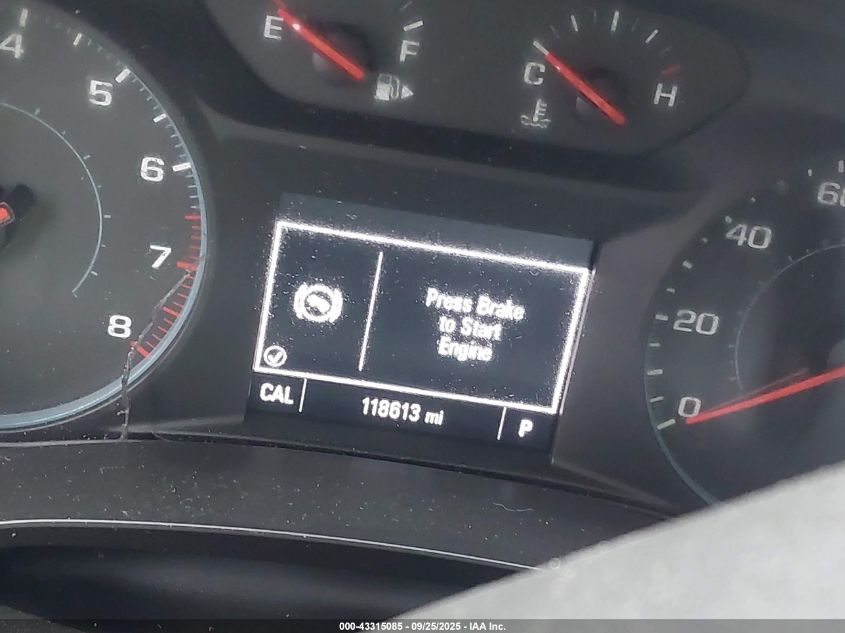 4
5
6
7
8
E
F
C
H
Press Brake
to Start
Engine
CAL
118613 mi
P
60
40
20
0
000-43315085 - 09/25/2025 - IAA Inc.